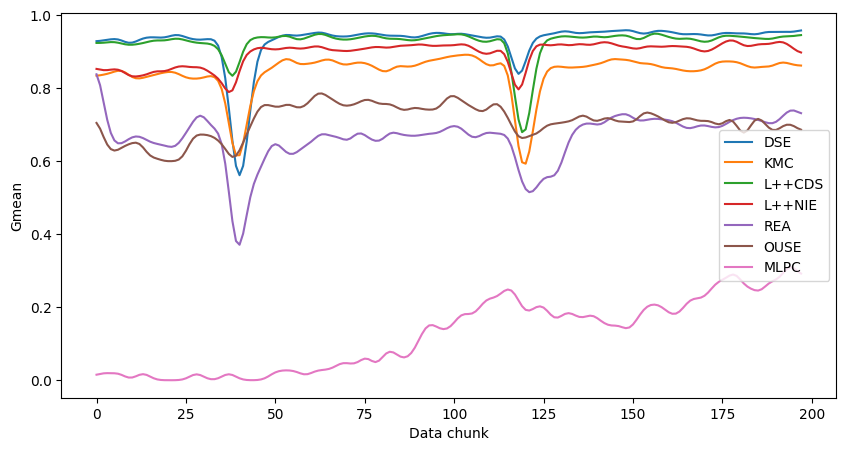 1.0
0.8
0.6
0.4
0.2
0.0
Gmean
0 25 50 75 100 125 150 175 200
Data chunk
DSE
KMC
L++CDS
L++NIE
REA
OUSE
MLPC